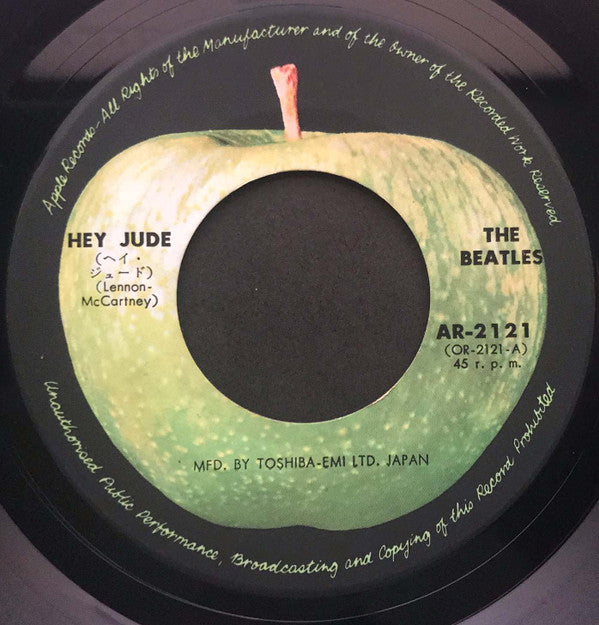 Apple Records—All Rights of the Manufacturer and of the Owner of the Recorded Work Reserved
HEY JUDE
(ヘイ・
ジュード)
(Lennon-
McCartney)
THE
BEATLES
AR-2121
(OR-2121-A)
45 r. p. m.
MFD. BY TOSHIBA-EMI LTD. JAPAN
Unauthorised Public Performance, Broadcasting and Copying of this Record Prohibited